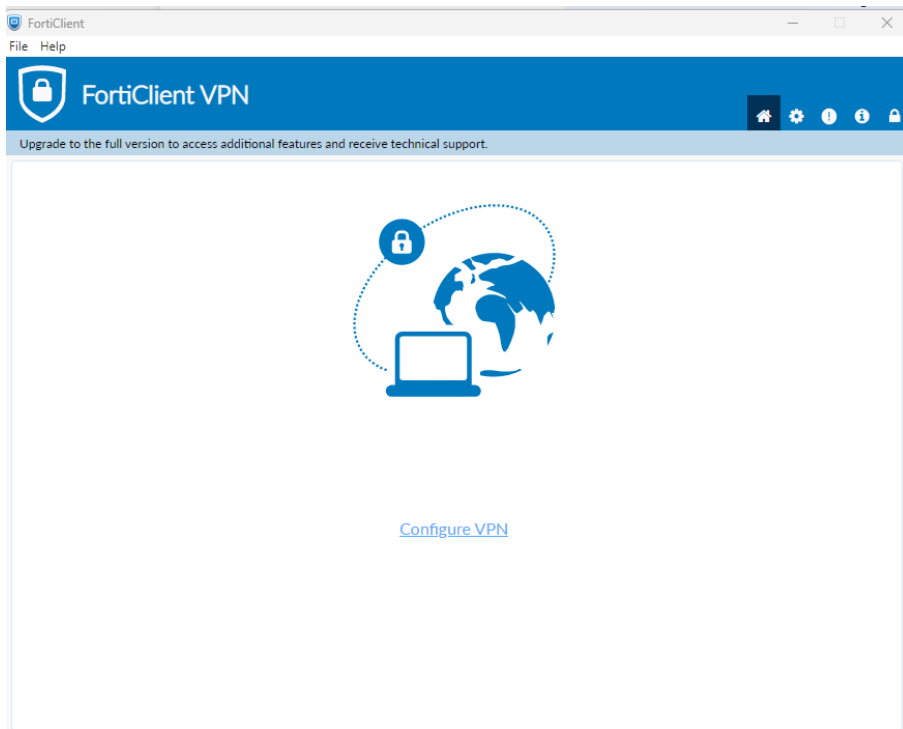 FortiClient
File Help
FortiClient VPN
Upgrade to the full version to access additional features and receive technical support.
Configure VPN